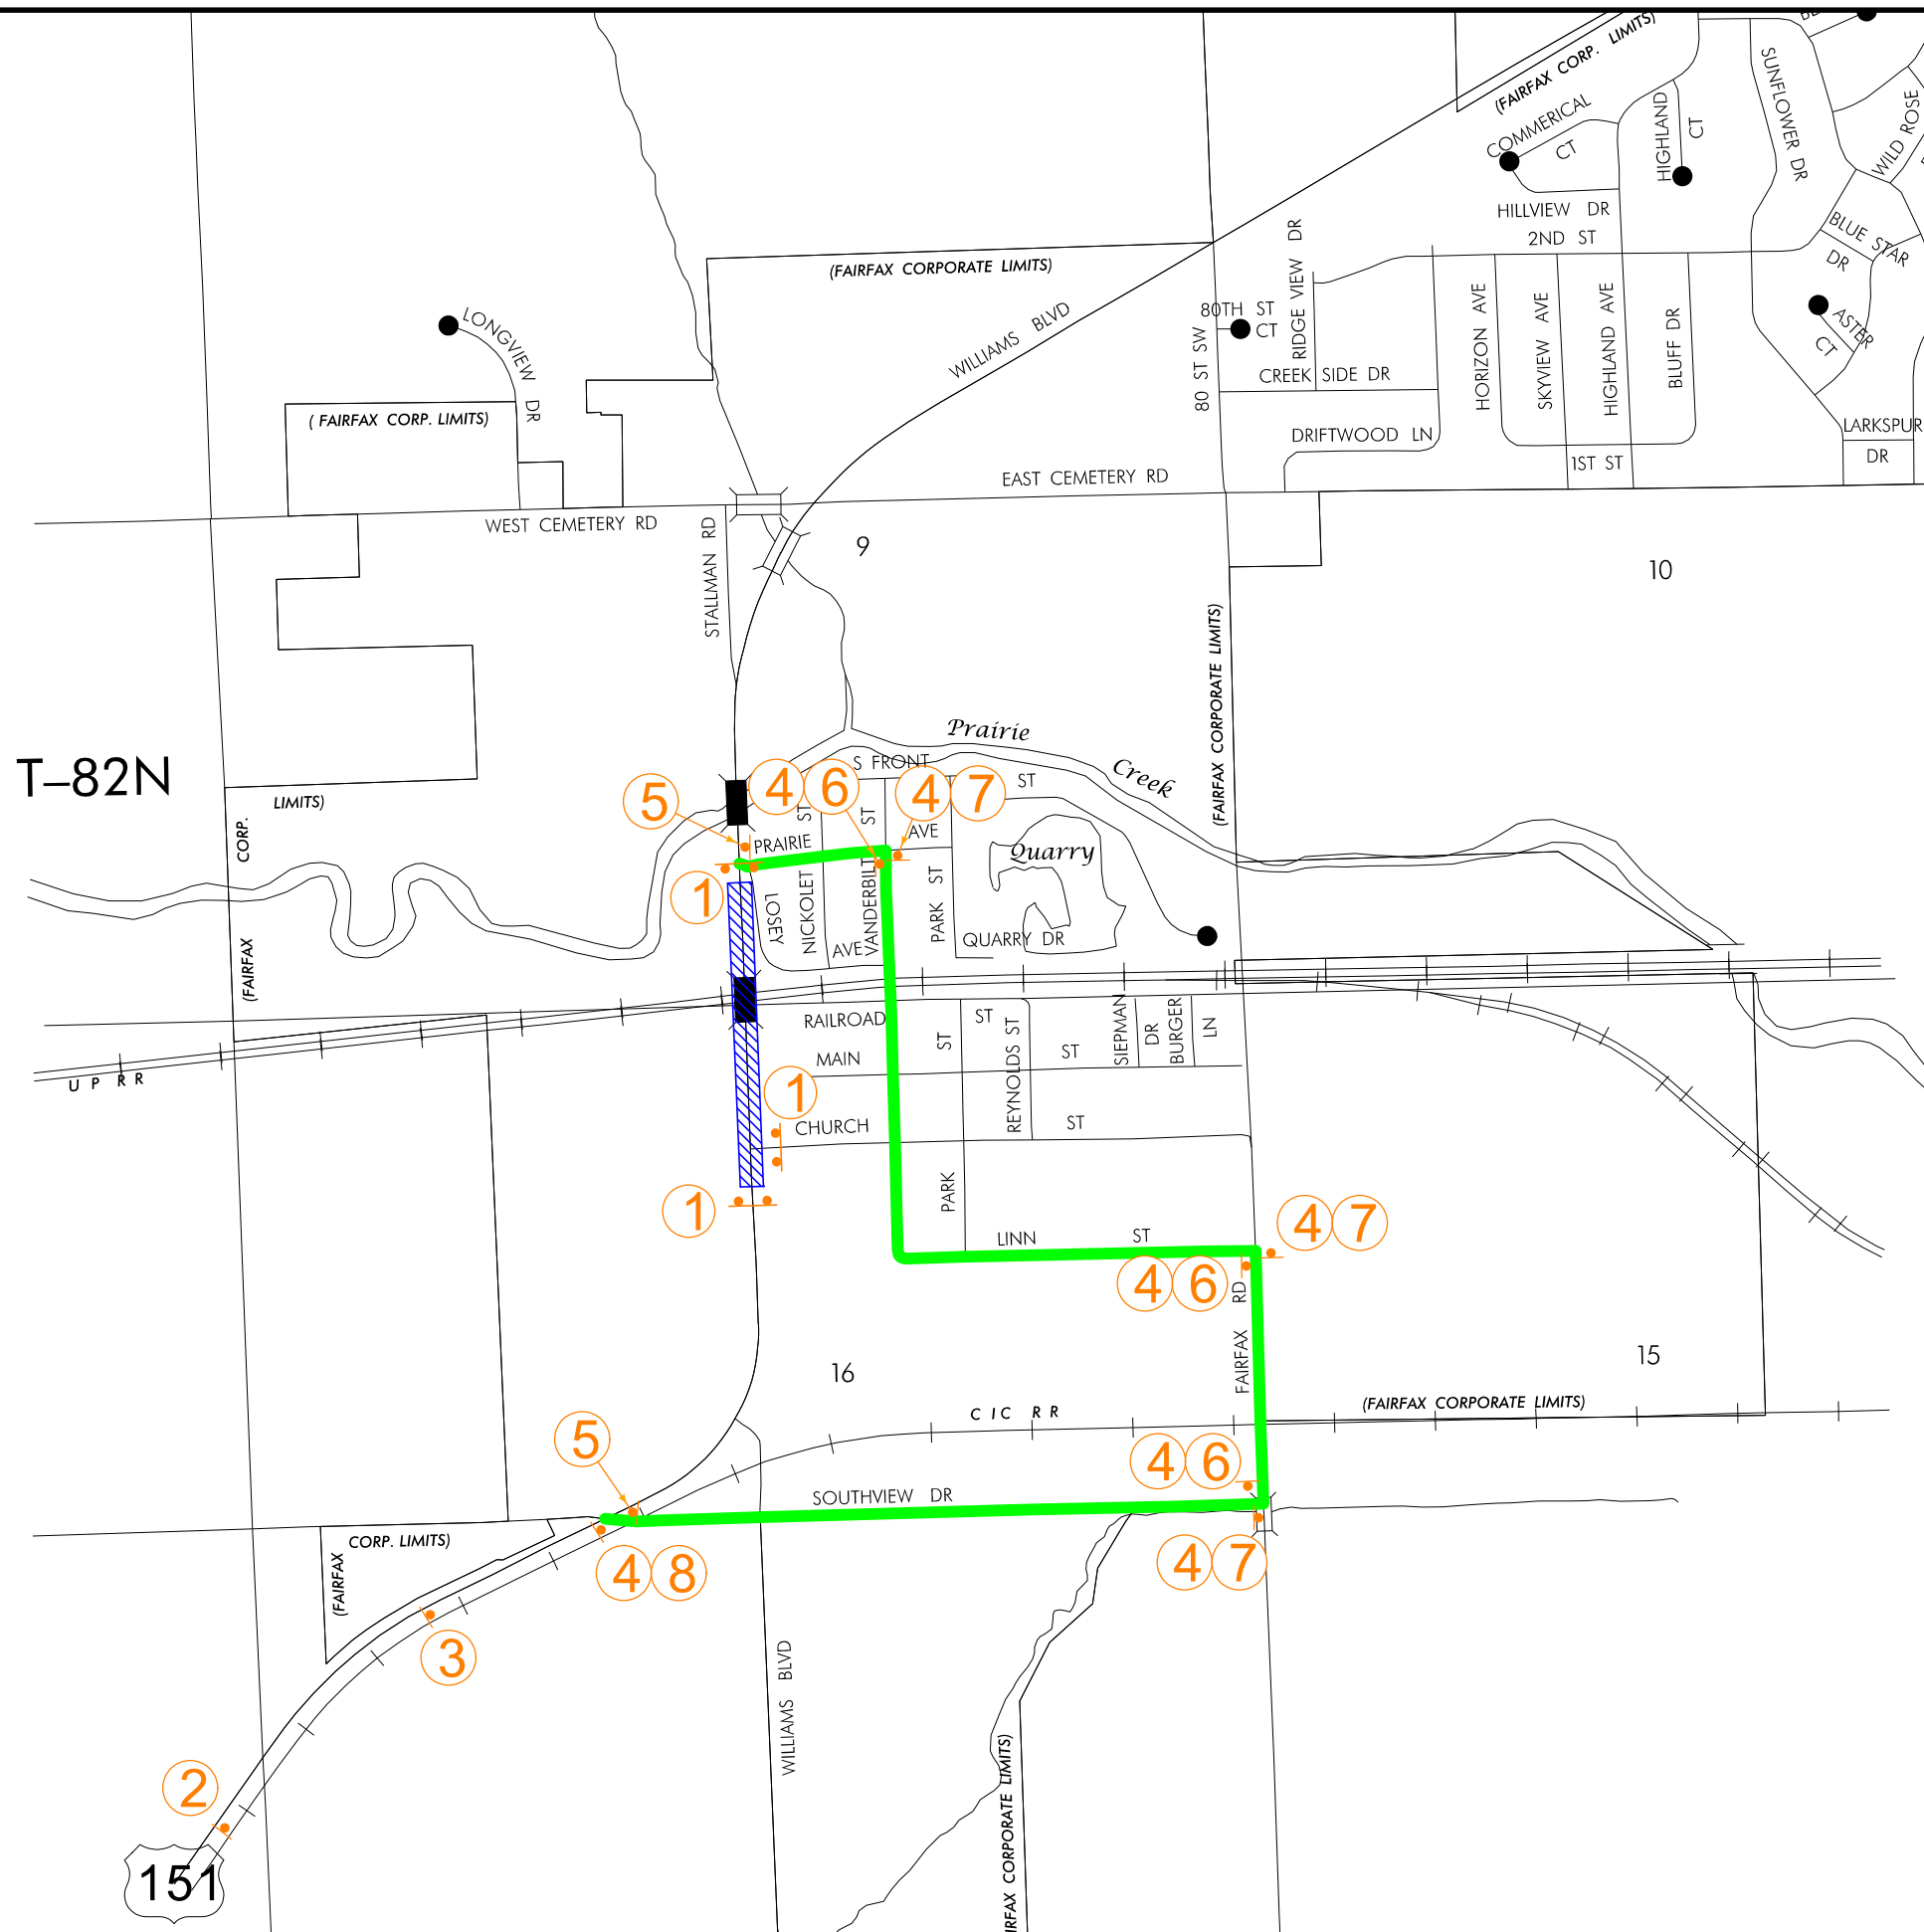 (FAIRFAX CORP. LIMITS)
SUNFLOWER DR
WILD ROSE
COMMERICAL
CT
HIGHLAND
CT
HILLVIEW DR
2ND ST
BLUE STAR
DR
(FAIRFAX CORPORATE LIMITS)
WILLIAMS BLVD
80TH ST
CT
RIDGE VIEW DR
80 ST SW
CREEK SIDE DR
DRIFTWOOD LN
HORIZON AVE
SKYVIEW AVE
HIGHLAND AVE
BLUFF DR
ASTER
CT
LARKSPUR
DR
1ST ST
LONGVIEW DR
( FAIRFAX CORP. LIMITS)
EAST CEMETERY RD
WEST CEMETERY RD
STALLMAN RD
9
10
(FAIRFAX CORPORATE LIMITS)
T–82N
LIMITS)
CORP.
(FAIRFAX
Prairie
Creek
S FRONT
ST
5
4
6
4
7
ST
ST
PRAIRIE
AVE
Quarry
1
LOSEY
NICKOLET
VANDERBILT
PARK ST
AVE
QUARRY DR
U P RR
RAILROAD
ST
ST
REYNOLDS ST
SIEPMAN
DR
BURGER
LN
MAIN
ST
1
CHURCH
ST
PARK
1
LINN
ST
4
7
4
6
RD
FAIRFAX
16
15
(FAIRFAX CORPORATE LIMITS)
C I C R R
5
4
6
SOUTHVIEW DR
CORP. LIMITS)
(FAIRFAX
4
8
4
7
3
WILLIAMS BLVD
2
151
FAX CORPORATE LIMITS)